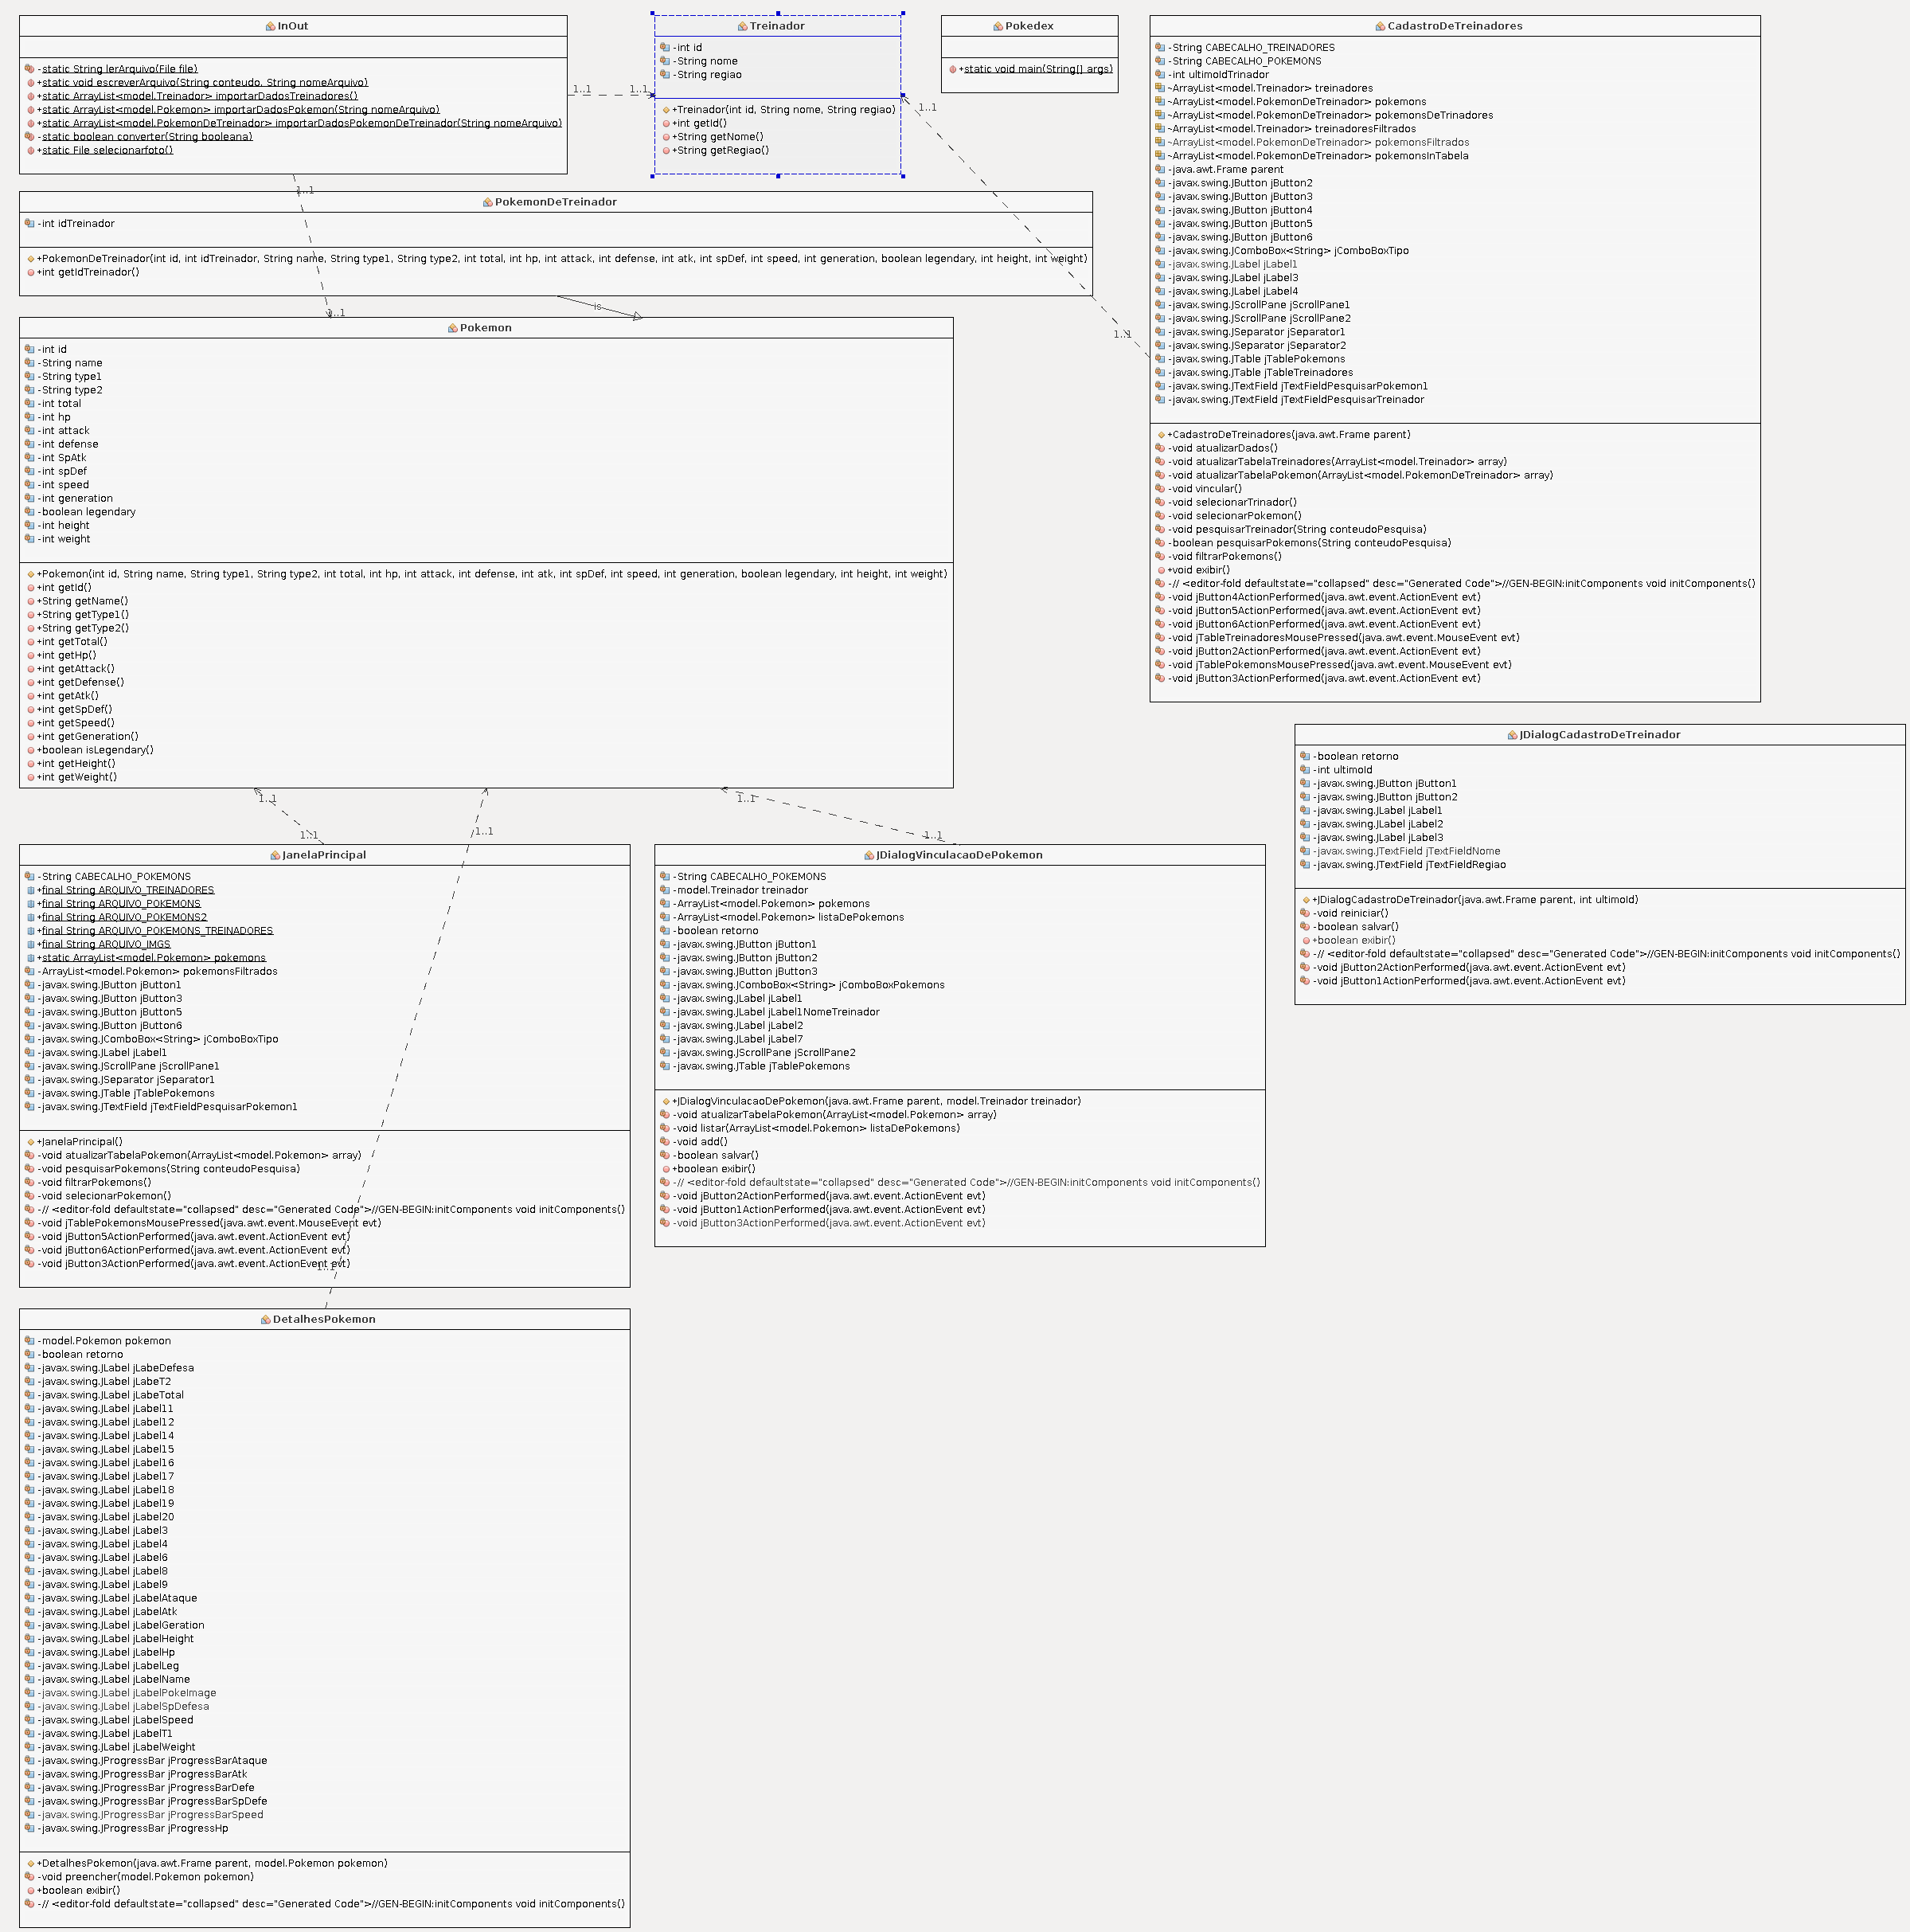 InOut
-static String lerArquivo(File file)
+static void escreverArquivo(String conteudo, String nomeArquivo)
+static ArrayList<model.Treinador> importarDadosTreinadores()
+static ArrayList<model.Pokemon> importarDadosPokemon(String nomeArquivo)
+static ArrayList<model.PokemonDeTreinador> importarDadosPokemonDeTreinador(String nomeArquivo)
-static boolean converter(String booleana)
+static File selecionarfoto()
1..1
1..1
Treinador
-int id
-String nome
-String regiao
+Treinador(int id, String nome, String regiao)
+int getId()
+String getNome()
+String getRegiao()
Pokedex
+static void main(String[] args)
1..1
1..1
CadastroDeTreinadores
-String CABECALHO_TREINADORES
-String CABECALHO_POKEMONS
-int ultimoIdTrinador
~ArrayList<model.Treinador> treinadores
~ArrayList<model.PokemonDeTreinador> pokemons
~ArrayList<model.PokemonDeTreinador> pokemonsDeTrinadores
~ArrayList<model.Treinador> treinadoresFiltrados
~ArrayList<model.PokemonDeTreinador> pokemonsFiltrados
~ArrayList<model.PokemonDeTreinador> pokemonsInTabela
-java.awt.Frame parent
-javax.swing.JButton jButton2
-javax.swing.JButton jButton3
-javax.swing.JButton jButton4
-javax.swing.JButton jButton5
-javax.swing.JButton jButton6
-javax.swing.JComboBox<String> jComboBoxTipo
-javax.swing.JLabel jLabel1
-javax.swing.JLabel jLabel3
-javax.swing.JLabel jLabel4
-javax.swing.JScrollPane jScrollPane1
-javax.swing.JScrollPane jScrollPane2
-javax.swing.JSeparator jSeparator1
-javax.swing.JSeparator jSeparator2
-javax.swing.JTable jTablePokemons
-javax.swing.JTable jTableTreinadores
-javax.swing.JTextField jTextFieldPesquisarPokemon1
-javax.swing.JTextField jTextFieldPesquisarTreinador
+CadastroDeTreinadores(java.awt.Frame parent)
-void atualizarDados()
-void atualizarTabelaTreinadores(ArrayList<model.Treinador> array)
-void atualizarTabelaPokemon(ArrayList<model.PokemonDeTreinador> array)
-void vincular()
-void selecionarTrinador()
-void selecionarPokemon()
-void pesquisarTreinador(String conteudoPesquisa)
-boolean pesquisarPokemons(String conteudoPesquisa)
-void filtrarPokemons()
+void exibir()
-// <editor-fold defaultstate="collapsed" desc="Generated Code">//GEN-BEGIN:initComponents void initComponents()
-void jButton4ActionPerformed(java.awt.event.ActionEvent evt)
-void jButton5ActionPerformed(java.awt.event.ActionEvent evt)
-void jButton6ActionPerformed(java.awt.event.ActionEvent evt)
-void jTableTreinadoresMousePressed(java.awt.event.MouseEvent evt)
-void jButton2ActionPerformed(java.awt.event.ActionEvent evt)
-void jTablePokemonsMousePressed(java.awt.event.MouseEvent evt)
-void jButton3ActionPerformed(java.awt.event.ActionEvent evt)
1..1
PokemonDeTreinador
-int idTreinador
+PokemonDeTreinador(int id, int idTreinador, String name, String type1, String type2, int total, int hp, int attack, int defense, int atk, int spDef, int speed, int generation, boolean legendary, int height, int weight)
+int getIdTreinador()
is
1..1
Pokemon
-int id
-String name
-String type1
-String type2
-int total
-int hp
-int attack
-int defense
-int SpAtk
-int spDef
-int speed
-int generation
-boolean legendary
-int height
-int weight
+Pokemon(int id, String name, String type1, String type2, int total, int hp, int attack, int defense, int atk, int spDef, int speed, int generation, boolean legendary, int height, int weight)
+int getId()
+String getName()
+String getType1()
+String getType2()
+int getTotal()
+int getHp()
+int getAttack()
+int getDefense()
+int getAtk()
+int getSpDef()
+int getSpeed()
+int getGeneration()
+boolean isLegendary()
+int getHeight()
+int getWeight()
1..1
1..1
1..1
1..1
1..1
JDialogCadastroDeTreinador
-boolean retorno
-int ultimoId
-javax.swing.JButton jButton1
-javax.swing.JButton jButton2
-javax.swing.JLabel jLabel1
-javax.swing.JLabel jLabel2
-javax.swing.JLabel jLabel3
-javax.swing.JTextField jTextFieldNome
-javax.swing.JTextField jTextFieldRegiao
+JDialogCadastroDeTreinador(java.awt.Frame parent, int ultimoId)
-void reiniciar()
-boolean salvar()
+boolean exibir()
-// <editor-fold defaultstate="collapsed" desc="Generated Code">//GEN-BEGIN:initComponents void initComponents()
-void jButton2ActionPerformed(java.awt.event.ActionEvent evt)
-void jButton1ActionPerformed(java.awt.event.ActionEvent evt)
JanelaPrincipal
-String CABECALHO_POKEMONS
+final String ARQUIVO_TREINADORES
+final String ARQUIVO_POKEMONS
+final String ARQUIVO_POKEMONS2
+final String ARQUIVO_POKEMONS_TREINADORES
+final String ARQUIVO_IMGS
+static ArrayList<model.Pokemon> pokemons
-ArrayList<model.Pokemon> pokemonsFiltrados
-javax.swing.JButton jButton1
-javax.swing.JButton jButton3
-javax.swing.JButton jButton5
-javax.swing.JButton jButton6
-javax.swing.JComboBox<String> jComboBoxTipo
-javax.swing.JLabel jLabel1
-javax.swing.JScrollPane jScrollPane1
-javax.swing.JSeparator jSeparator1
-javax.swing.JTable jTablePokemons
-javax.swing.JTextField jTextFieldPesquisarPokemon1
+JanelaPrincipal()
-void atualizarTabelaPokemon(ArrayList<model.Pokemon> array)
-void pesquisarPokemons(String conteudoPesquisa)
-void filtrarPokemons()
-void selecionarPokemon()
-// <editor-fold defaultstate="collapsed" desc="Generated Code">//GEN-BEGIN:initComponents void initComponents()
-void jTablePokemonsMousePressed(java.awt.event.MouseEvent evt)
-void jButton5ActionPerformed(java.awt.event.ActionEvent evt)
-void jButton6ActionPerformed(java.awt.event.ActionEvent evt)
-void jButton3ActionPerformed(java.awt.event.ActionEvent evt)
1..1
JDialogVinculacaoDePokemon
-String CABECALHO_POKEMONS
-model.Treinador treinador
-ArrayList<model.Pokemon> pokemons
-ArrayList<model.Pokemon> listaDePokemons
-boolean retorno
-javax.swing.JButton jButton1
-javax.swing.JButton jButton2
-javax.swing.JButton jButton3
-javax.swing.JComboBox<String> jComboBoxPokemons
-javax.swing.JLabel jLabel1
-javax.swing.JLabel jLabel1NomeTreinador
-javax.swing.JLabel jLabel2
-javax.swing.JLabel jLabel7
-javax.swing.JScrollPane jScrollPane2
-javax.swing.JTable jTablePokemons
+JDialogVinculacaoDePokemon(java.awt.Frame parent, model.Treinador treinador)
-void atualizarTabelaPokemon(ArrayList<model.Pokemon> array)
-void listar(ArrayList<model.Pokemon> listaDePokemons)
-void add()
-boolean salvar()
+boolean exibir()
-// <editor-fold defaultstate="collapsed" desc="Generated Code">//GEN-BEGIN:initComponents void initComponents()
-void jButton2ActionPerformed(java.awt.event.ActionEvent evt)
-void jButton1ActionPerformed(java.awt.event.ActionEvent evt)
-void jButton3ActionPerformed(java.awt.event.ActionEvent evt)
DetalhesPokemon
-model.Pokemon pokemon
-boolean retorno
-javax.swing.JLabel jLabeDefesa
-javax.swing.JLabel jLabeT2
-javax.swing.JLabel jLabeTotal
-javax.swing.JLabel jLabel11
-javax.swing.JLabel jLabel12
-javax.swing.JLabel jLabel14
-javax.swing.JLabel jLabel15
-javax.swing.JLabel jLabel16
-javax.swing.JLabel jLabel17
-javax.swing.JLabel jLabel18
-javax.swing.JLabel jLabel19
-javax.swing.JLabel jLabel20
-javax.swing.JLabel jLabel3
-javax.swing.JLabel jLabel4
-javax.swing.JLabel jLabel6
-javax.swing.JLabel jLabel8
-javax.swing.JLabel jLabel9
-javax.swing.JLabel jLabelAtaque
-javax.swing.JLabel jLabelAtk
-javax.swing.JLabel jLabelGeration
-javax.swing.JLabel jLabelHeight
-javax.swing.JLabel jLabelHp
-javax.swing.JLabel jLabelLeg
-javax.swing.JLabel jLabelName
-javax.swing.JLabel jLabelPokeImage
-javax.swing.JLabel jLabelSpDefesa
-javax.swing.JLabel jLabelSpeed
-javax.swing.JLabel jLabelT1
-javax.swing.JLabel jLabelWeight
-javax.swing.JProgressBar jProgressBarAtaque
-javax.swing.JProgressBar jProgressBarAtk
-javax.swing.JProgressBar jProgressBarDefe
-javax.swing.JProgressBar jProgressBarSpDefe
-javax.swing.JProgressBar jProgressBarSpeed
-javax.swing.JProgressBar jProgressHp
+DetalhesPokemon(java.awt.Frame parent, model.Pokemon pokemon)
-void preencher(model.Pokemon pokemon)
+boolean exibir()
-// <editor-fold defaultstate="collapsed" desc="Generated Code">//GEN-BEGIN:initComponents void initComponents()